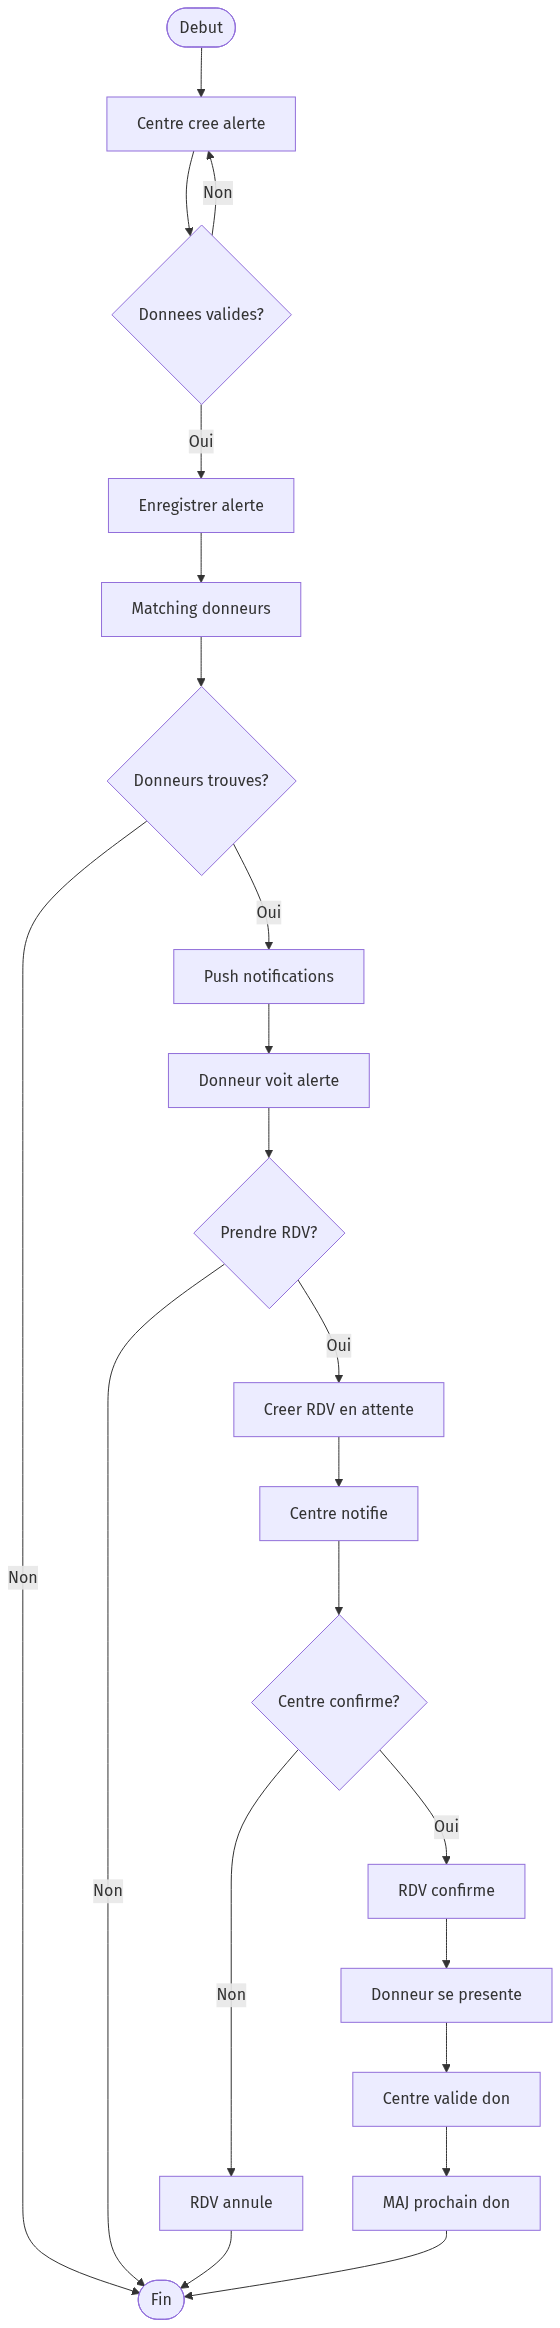 Debut
Centre cree alerte
Non
Donnees valides?
Oui
Enregistrer alerte
Matching donneurs
Donneurs trouves?
Oui
Push notifications
Donneur voit alerte
Prendre RDV?
Oui
Creer RDV en attente
Centre notifie
Non
Centre confirme?
Oui
RDV confirme
Non
Non
Donneur se presente
Centre valide don
RDV annule
MAJ prochain don
Fin